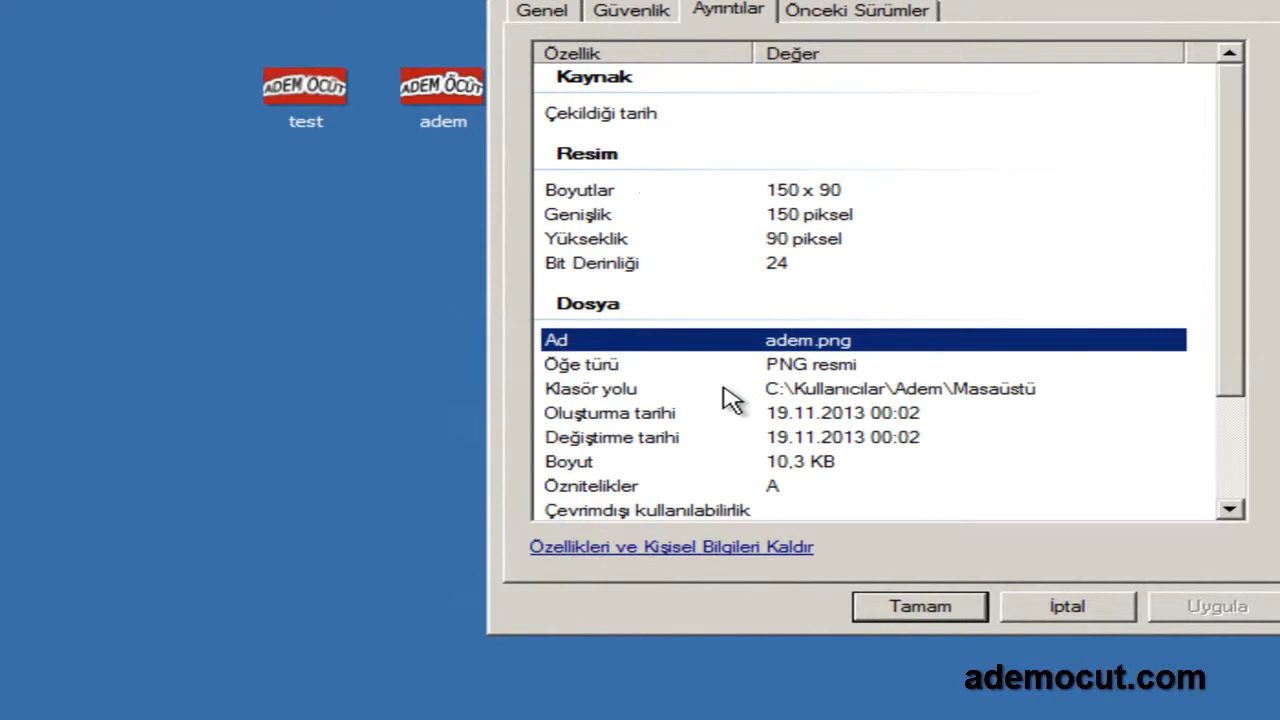 Genel Güvenlik Ayrıntılar Önceki Sürümler
Özellik Değer
Kaynak
Çekildiği tarih
Resim
Boyutlar 150 x 90
Genişlik 150 piksel
Yükseklik 90 piksel
Bit Derinliği 24
Dosya
Ad adem.png
Öğe türü PNG resmi
Klasör yolu C:\Kullanıcılar\Adem\Masaüstü
Oluşturma tarihi 19.11.2013 00:02
Değiştirme tarihi 19.11.2013 00:02
Boyut 10,3 KB
Öznitelikler A
Çevrimdışı kullanılabilirlik
Özellikleri ve Kişisel Bilgileri Kaldır
Tamam İptal Uygula
ADEM ÖCÜT ADEM ÖCÜT
test adem
ademocut.com